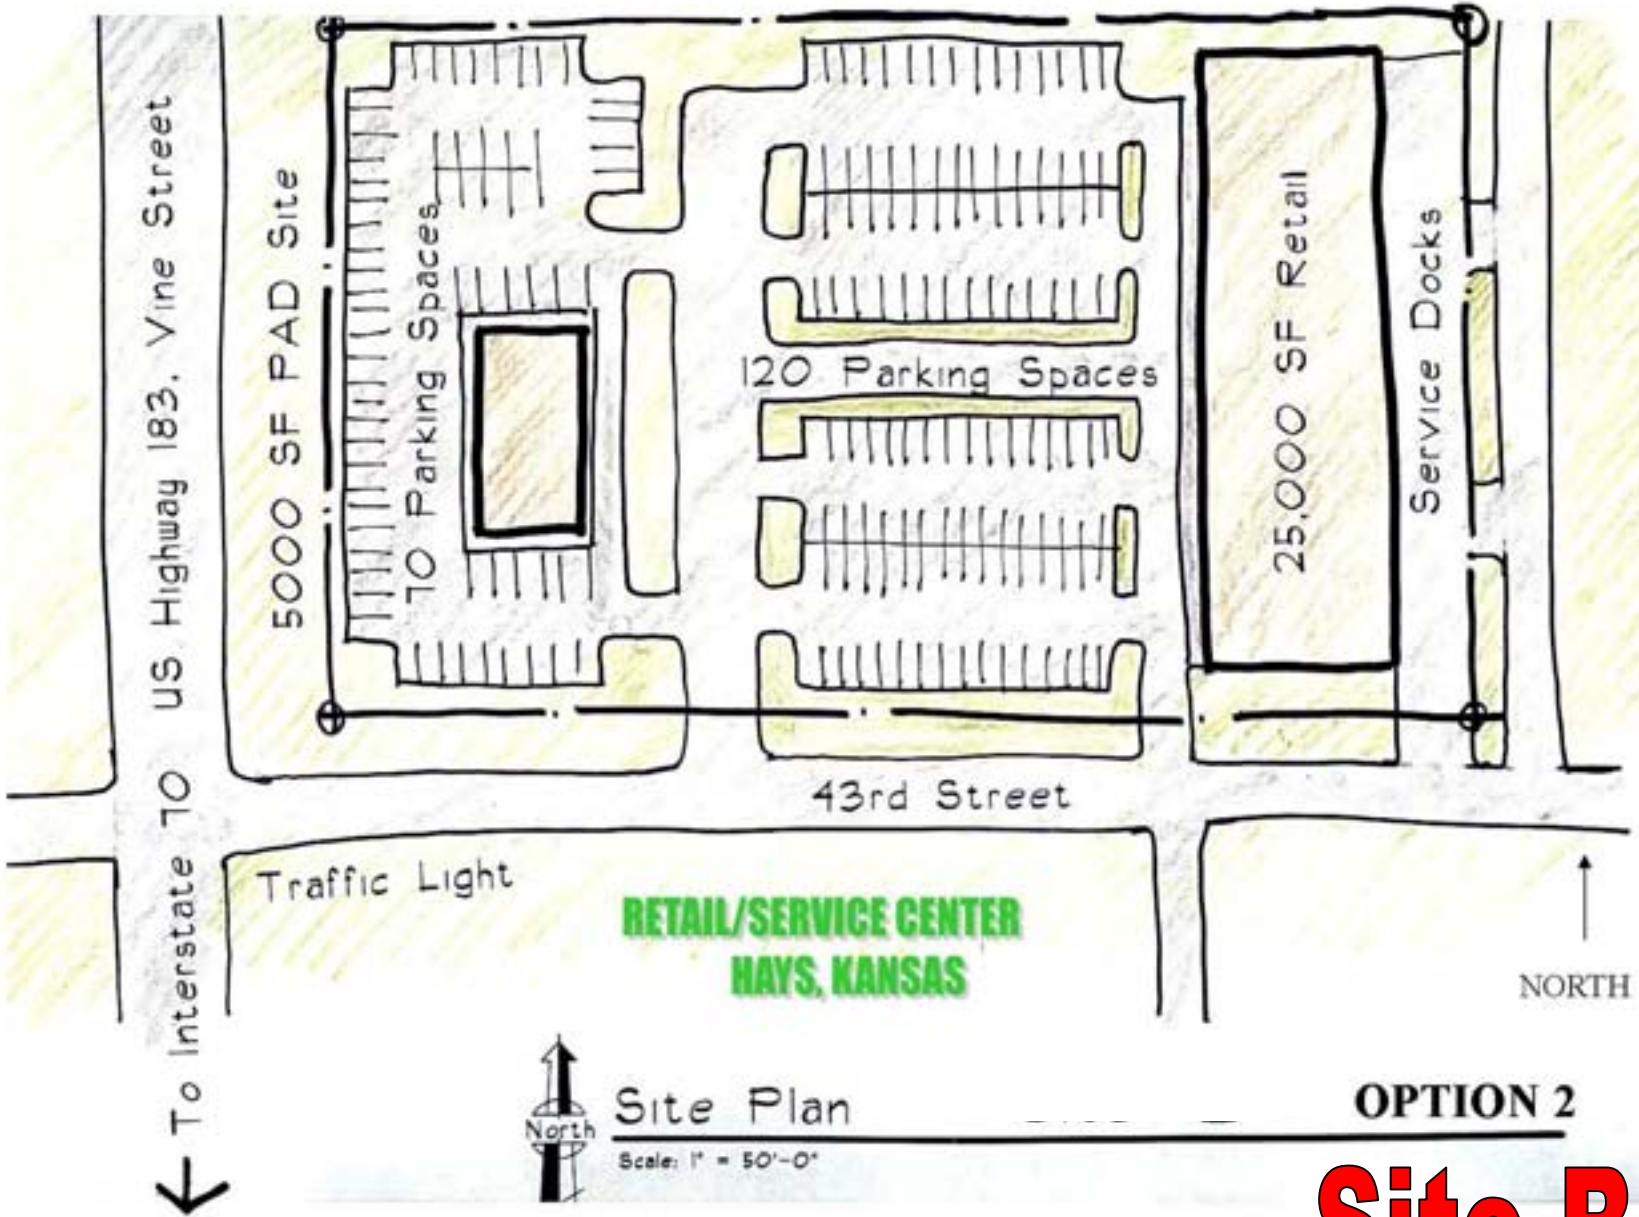 US Highway 183, Vine Street
5000 SF PAD Site
70 Parking Spaces
120 Parking Spaces
25,000 SF Retail
Service Docks
43rd Street
Traffic Light
To Interstate 70
RETAIL/SERVICE CENTER
HAYS, KANSAS
NORTH
North
Site Plan
Scale: 1" = 50'-0"
OPTION 2
Site